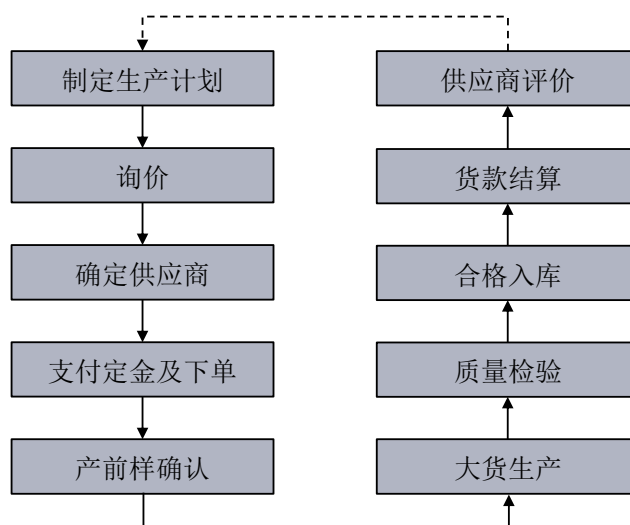 制定生产计划
询价
确定供应商
支付定金及下单
产前样确认
大货生产
质量检验
合格入库
货款结算
供应商评价